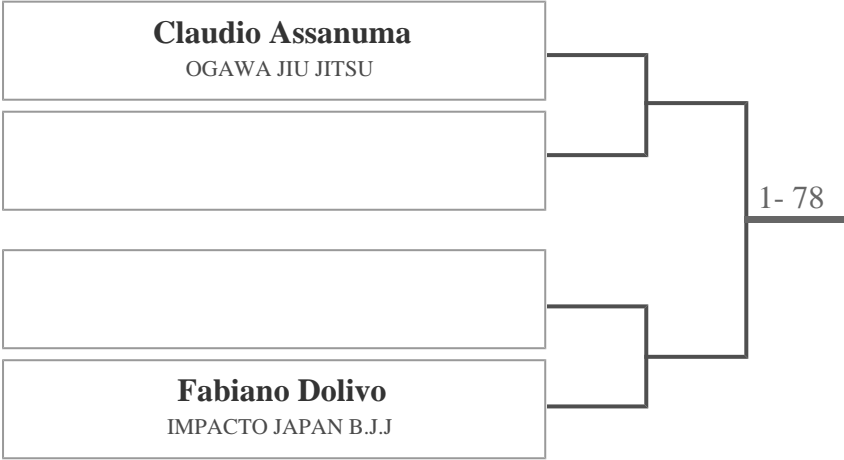 Claudio Assanuma
OGAWA JIU JITSU
1- 78
Fabiano Dolivo
IMPACTO JAPAN B.J.J